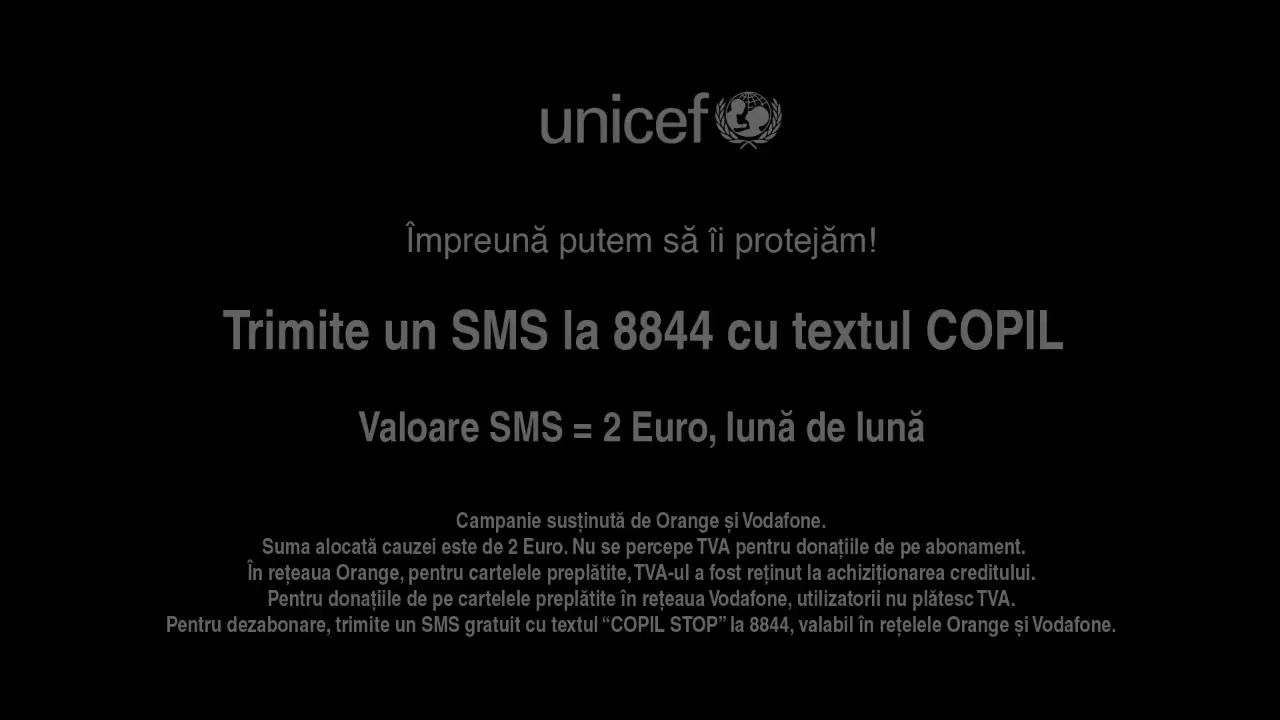 unicef
Împreună putem să îi protejăm!
Trimite un SMS la 8844 cu textul COPIL
Valoare SMS = 2 Euro, lună de lună
Campanie susținută de Orange și Vodafone.
Suma alocată cauzei este de 2 Euro. Nu se percepe TVA pentru donațiile de pe abonament.
În rețeaua Orange, pentru cartelele preplătite, TVA-ul a fost reținut la achiziționarea creditului.
Pentru donațiile de pe cartelele preplătite în rețeaua Vodafone, utilizatorii nu plătesc TVA.
Pentru dezabonare, trimite un SMS gratuit cu textul “COPIL STOP” la 8844, valabil în rețelele Orange și Vodafone.